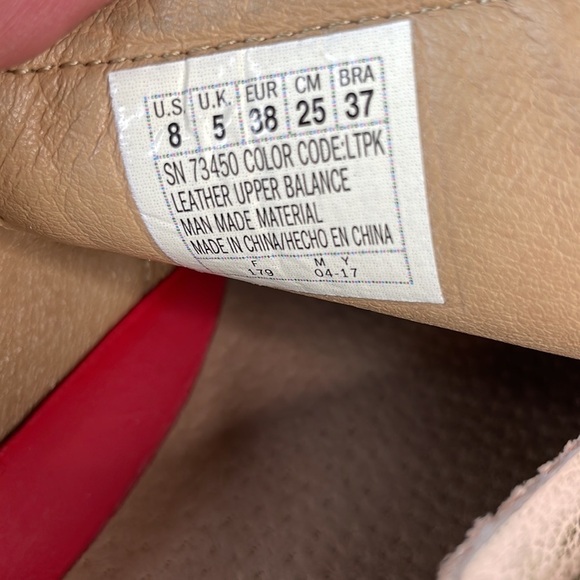 U.S. U.K. EUR CM BRA
8 5 38 25 37
SN 73450 COLOR CODE:LTPK
LEATHER UPPER BALANCE
MAN MADE MATERIAL
MADE IN CHINA/HECHO EN CHINA
F M Y
179 04-17